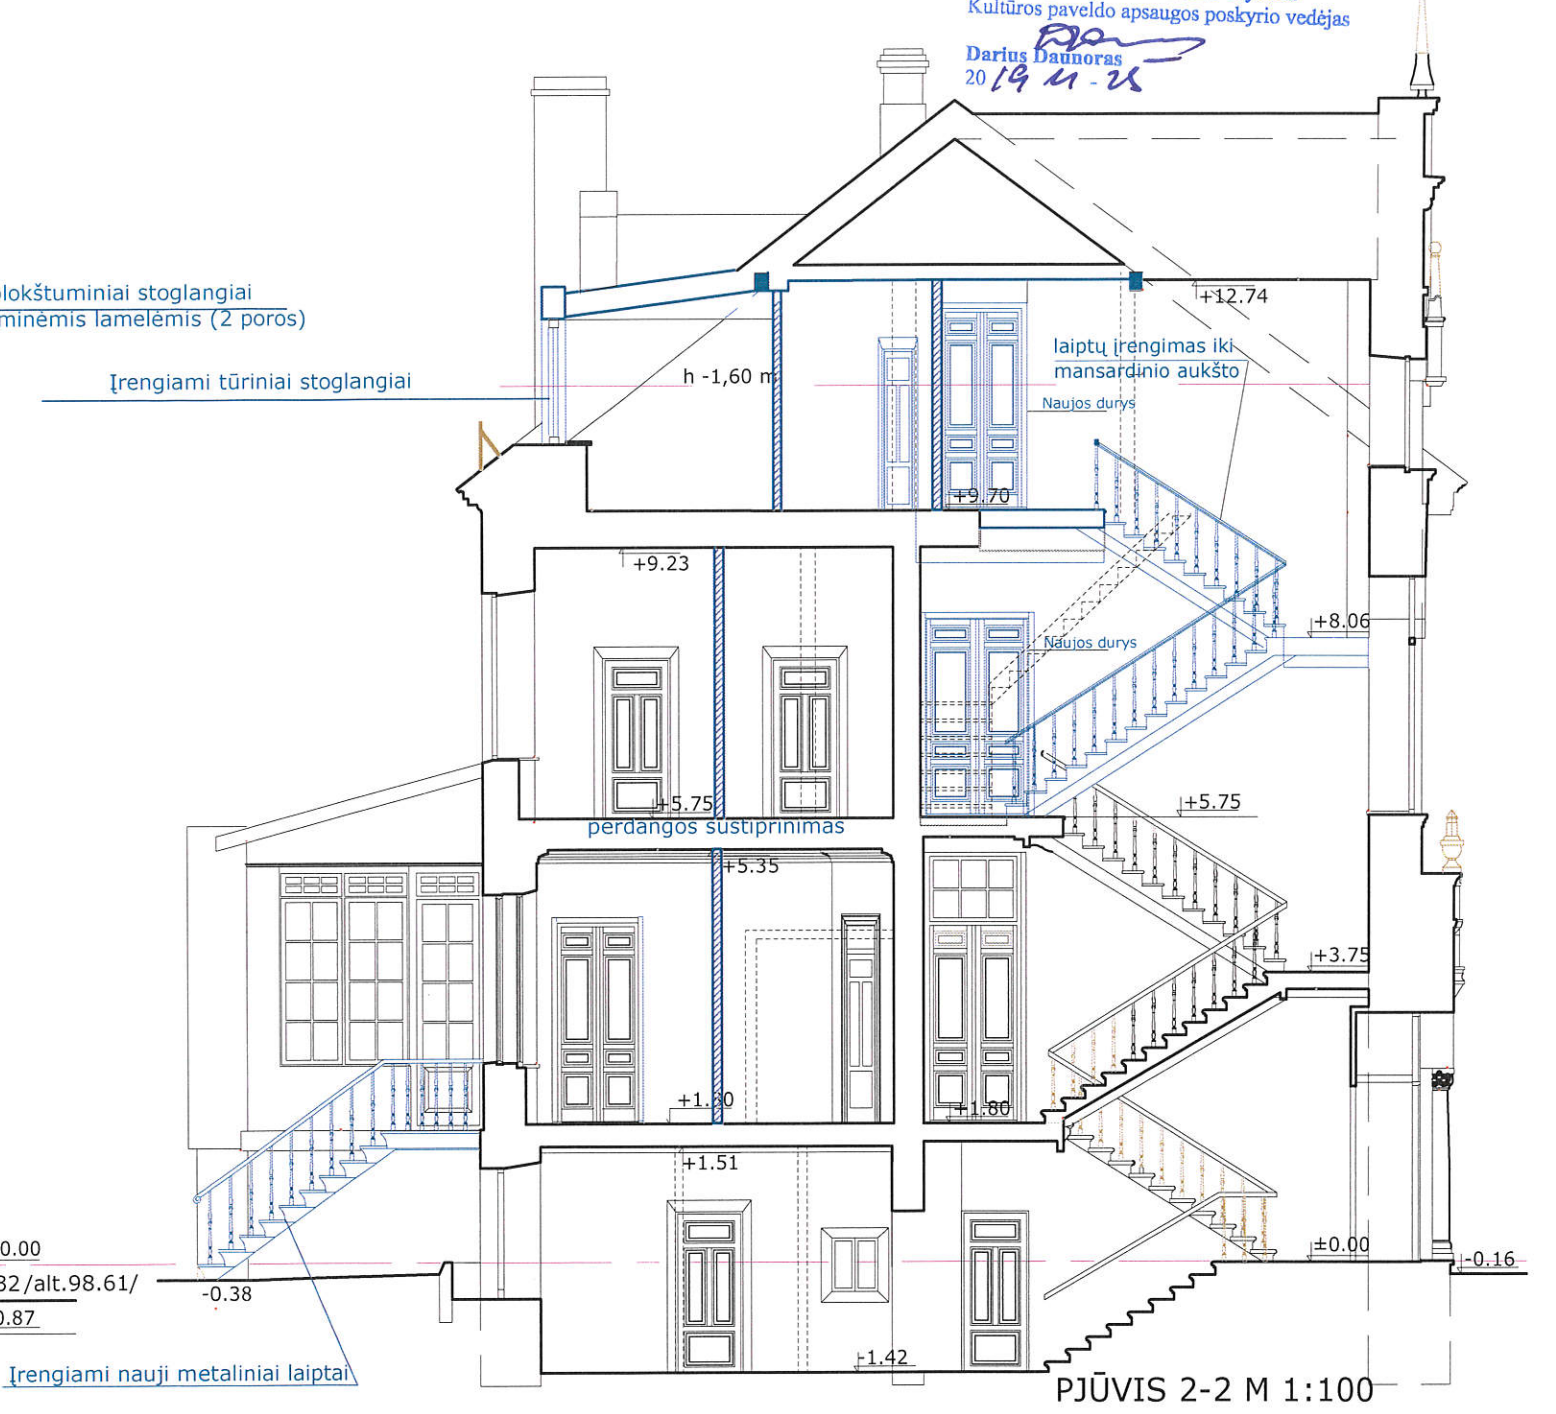 Kultūros paveldo apsaugos poskyrio vedėjas
Darius Daunoras
20 19 11 - 25
plokštuminiai stoglangiai
minėmis lamelėmis (2 poros)
Įrengiami tūriniai stoglangiai
h -1,60 m
+12.74
laiptų įrengimas iki
mansardinio aukšto
Naujos durys
+9.70
+9.23
+8.06
Naujos durys
+5.75
+5.75
perdangos sustiprinimas
+5.35
+3.75
+1.80
+1.80
+1.51
0.00
±0.00
-0.16
32/alt.98.61/
-0.38
0.87
-1.42
Įrengiami nauji metaliniai laiptai
PJŪVIS 2-2 M 1:100